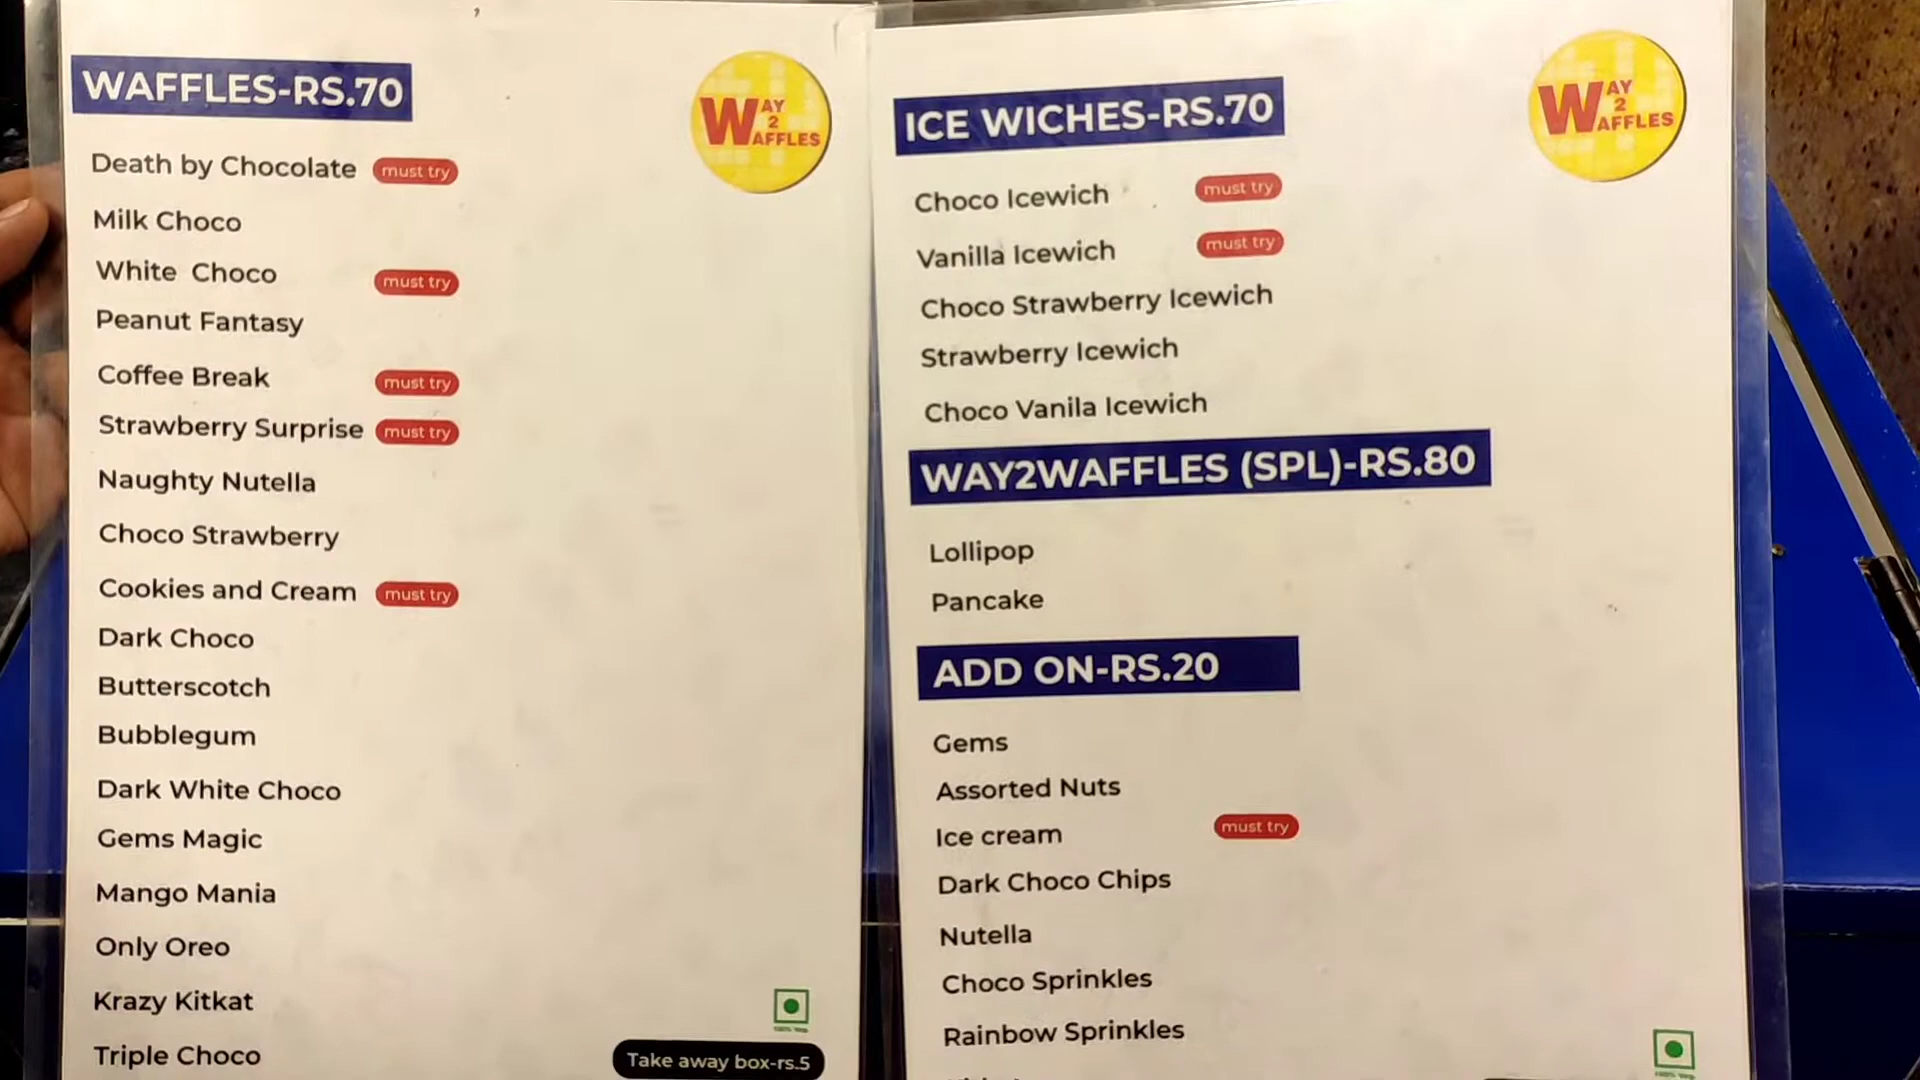 WAFFLES-RS.70
WAY
2
WAFFLES
Death by Chocolate must try
Milk Choco
White Choco must try
Peanut Fantasy
Coffee Break must try
Strawberry Surprise must try
Naughty Nutella
Choco Strawberry
Cookies and Cream must try
Dark Choco
Butterscotch
Bubblegum
Dark White Choco
Gems Magic
Mango Mania
Only Oreo
Krazy Kitkat
Triple Choco
100% Veg
Take away box-rs.5
ICE WICHES-RS.70
WAY
2
WAFFLES
Choco Icewich must try
Vanilla Icewich must try
Choco Strawberry Icewich
Strawberry Icewich
Choco Vanila Icewich
WAY2WAFFLES (SPL)-RS.80
Lollipop
Pancake
ADD ON-RS.20
Gems
Assorted Nuts
Ice cream must try
Dark Choco Chips
Nutella
Choco Sprinkles
Rainbow Sprinkles